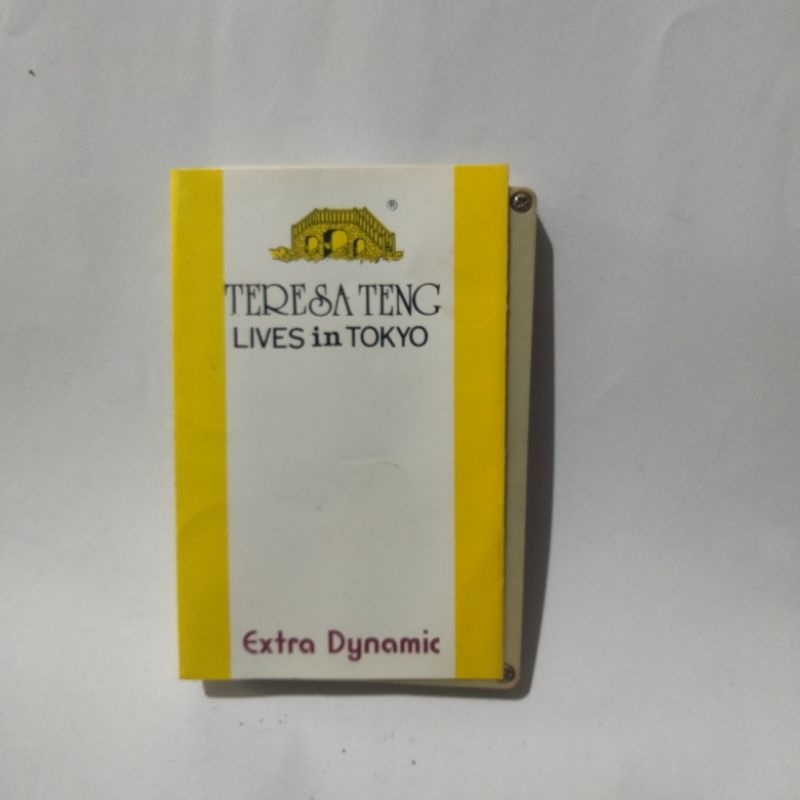 ®
TERESA TENG
LIVES in TOKYO
Extra Dynamic